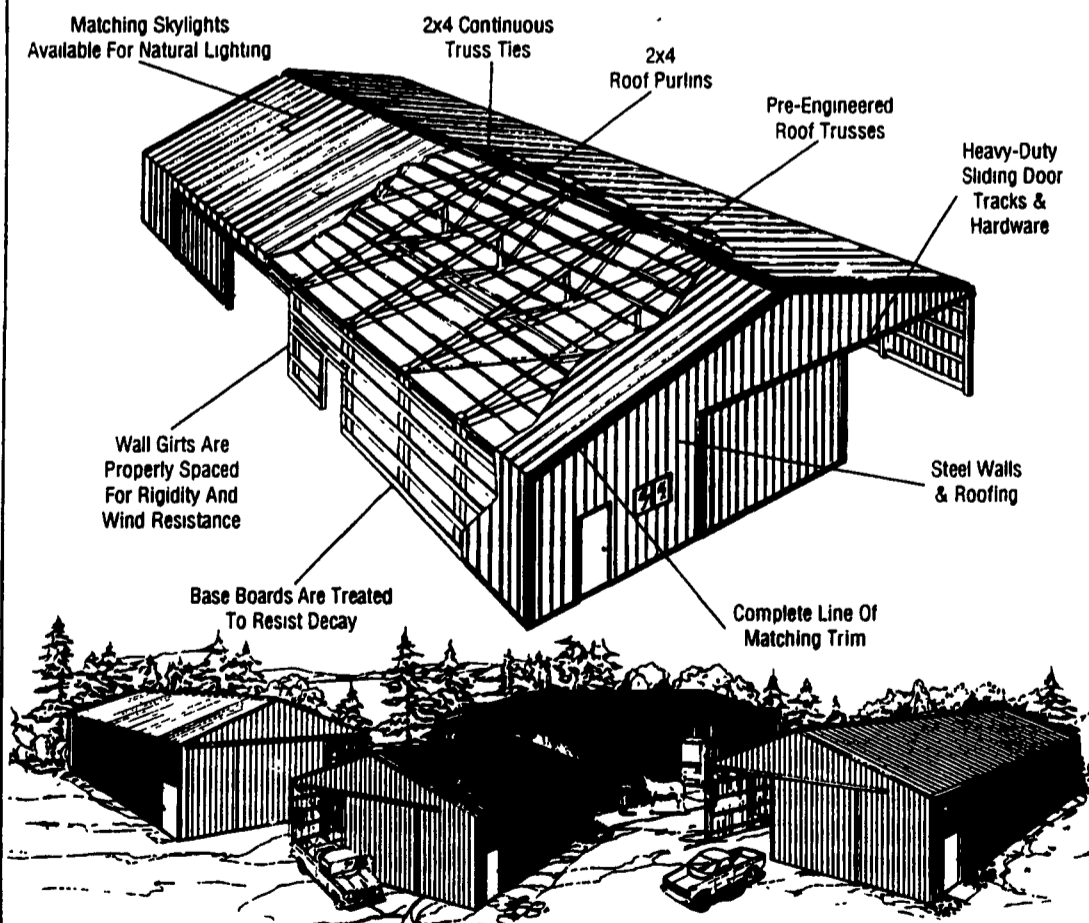 Matching Skylights
Available For Natural Lighting
2x4 Continuous
Truss Ties
2x4
Roof Purlins
Pre-Engineered
Roof Trusses
Heavy-Duty
Sliding Door
Tracks &
Hardware
Wall Girts Are
Properly Spaced
For Rigidity And
Wind Resistance
Steel Walls
& Roofing
Base Boards Are Treated
To Resist Decay
Complete Line Of
Matching Trim